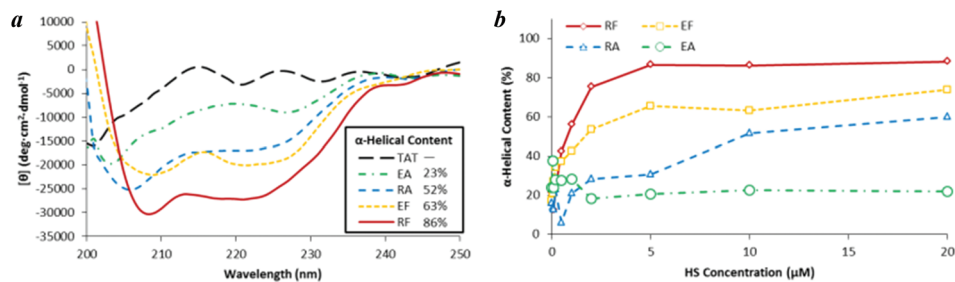 a
[θ] (deg·cm²·dmol⁻¹)
10000
5000
0
-5000
-10000
-15000
-20000
-25000
-30000
-35000
α-Helical Content
TAT —
EA 23%
RA 52%
EF 63%
RF 86%
200
210
220
230
240
250
Wavelength (nm)
b
RF
EF
RA
EA
α-Helical Content (%)
100
80
60
40
20
0
0
5
10
15
20
HS Concentration (μM)